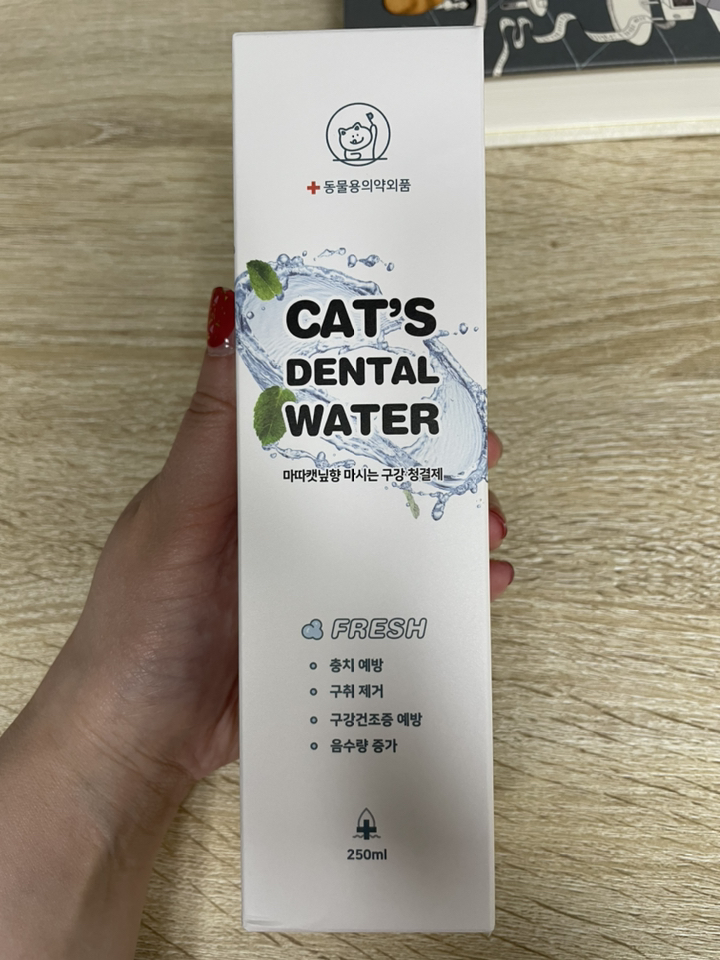 동물용의약외품
CAT'S
DENTAL
WATER
마따캣닢향 마시는 구강 청결제
FRESH
충치 예방
구취 제거
구강건조증 예방
음수량 증가
250ml